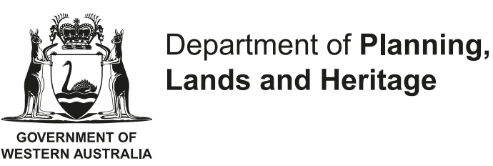 Department of Planning,
Lands and Heritage
GOVERNMENT OF
WESTERN AUSTRALIA